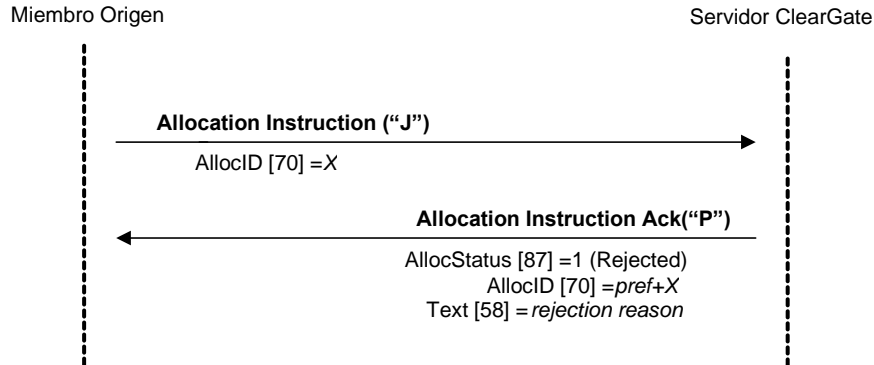 Miembro Origen
Servidor ClearGate
Allocation Instruction (“J”)
AllocID [70] =X
Allocation Instruction Ack(“P”)
AllocStatus [87] =1 (Rejected)
AllocID [70] =pref+X
Text [58] = rejection reason